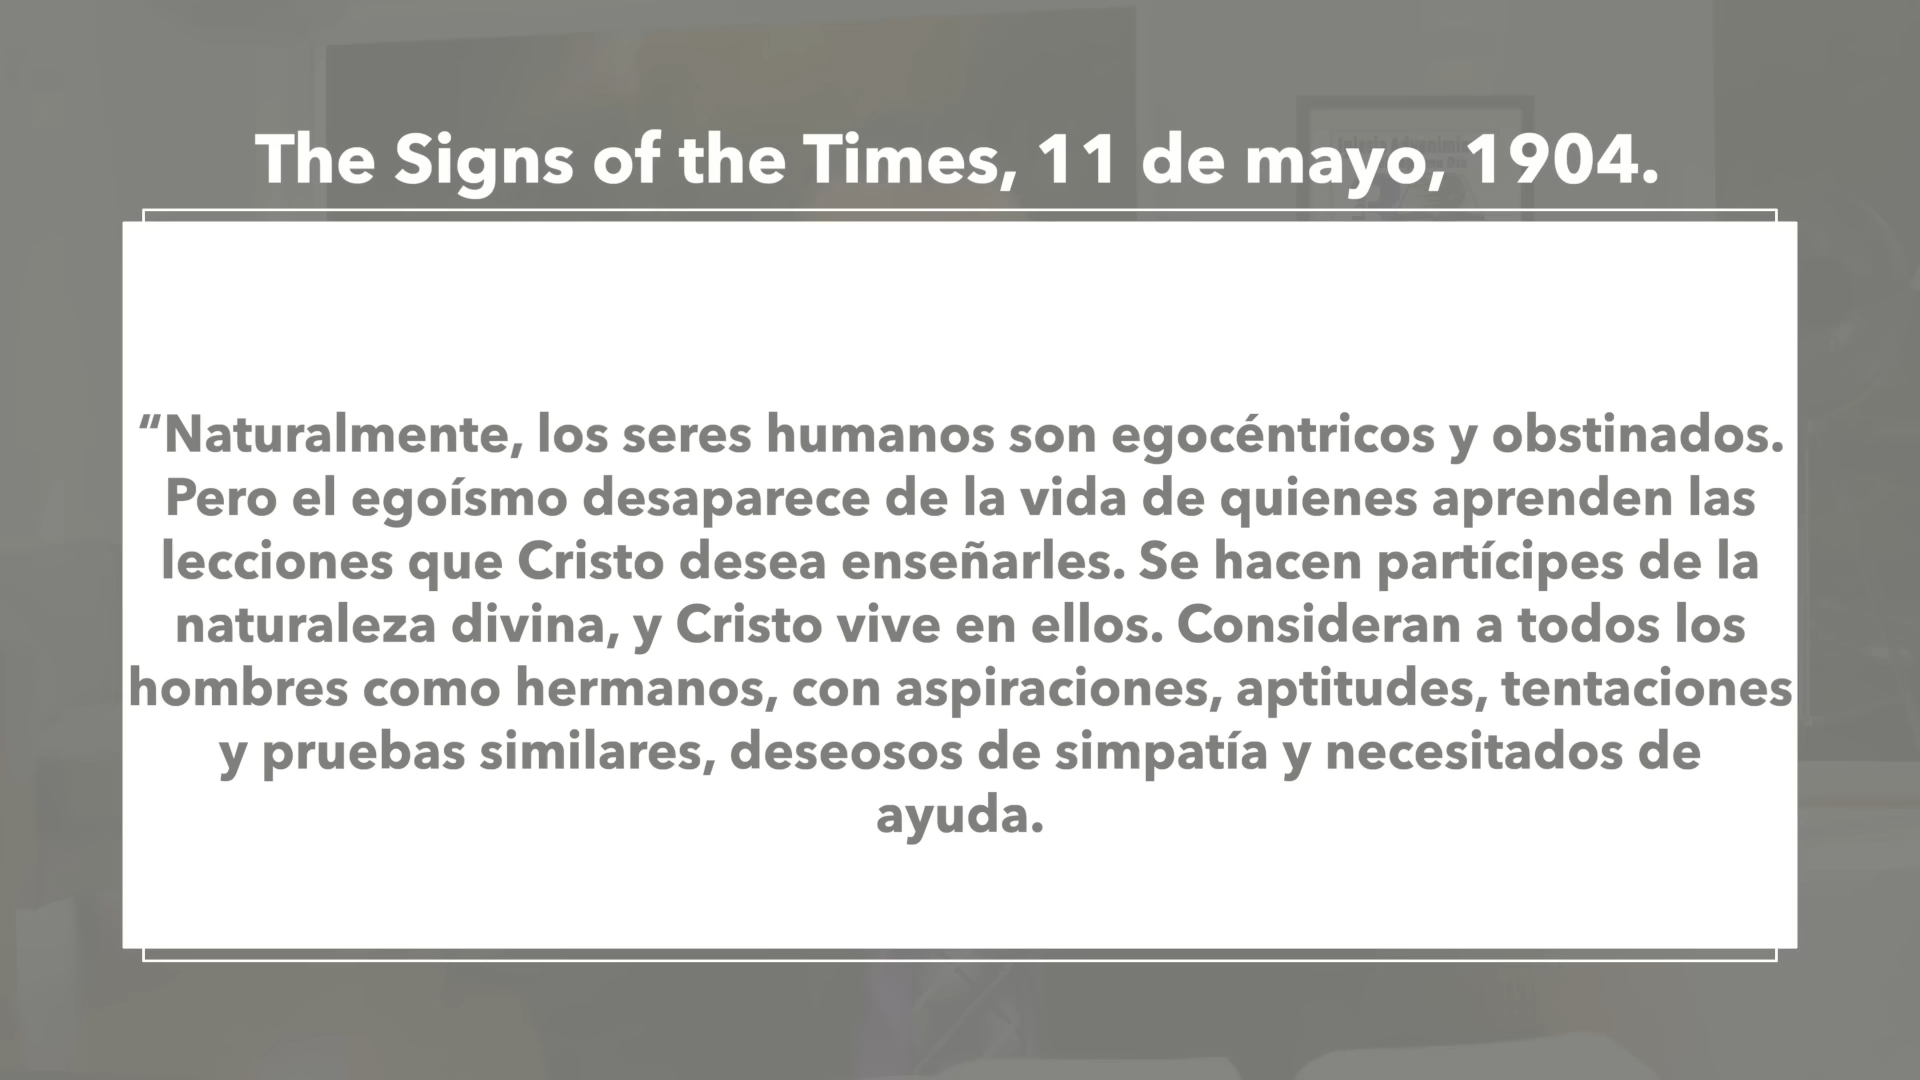 The Signs of the Times, 11 de mayo, 1904.
“Naturalmente, los seres humanos son egocéntricos y obstinados.
Pero el egoísmo desaparece de la vida de quienes aprenden las
lecciones que Cristo desea enseñarles. Se hacen partícipes de la
naturaleza divina, y Cristo vive en ellos. Consideran a todos los
hombres como hermanos, con aspiraciones, aptitudes, tentaciones
y pruebas similares, deseosos de simpatía y necesitados de
ayuda.